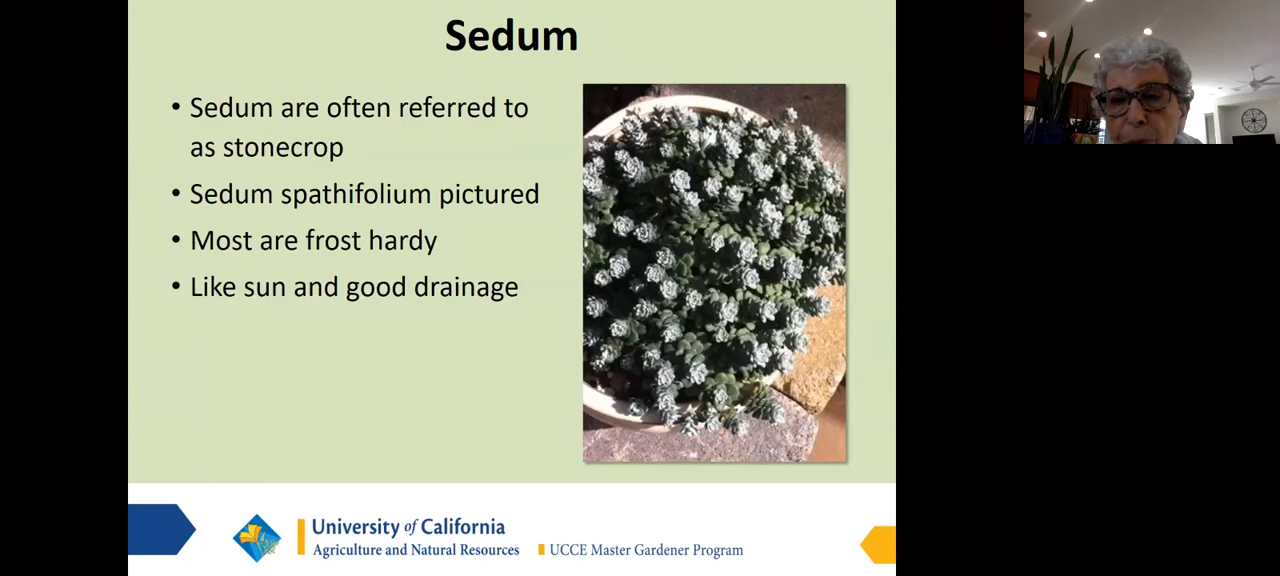 Sedum
• Sedum are often referred to
as stonecrop
• Sedum spathifolium pictured
• Most are frost hardy
• Like sun and good drainage
University of California
Agriculture and Natural Resources
UCCE Master Gardener Program